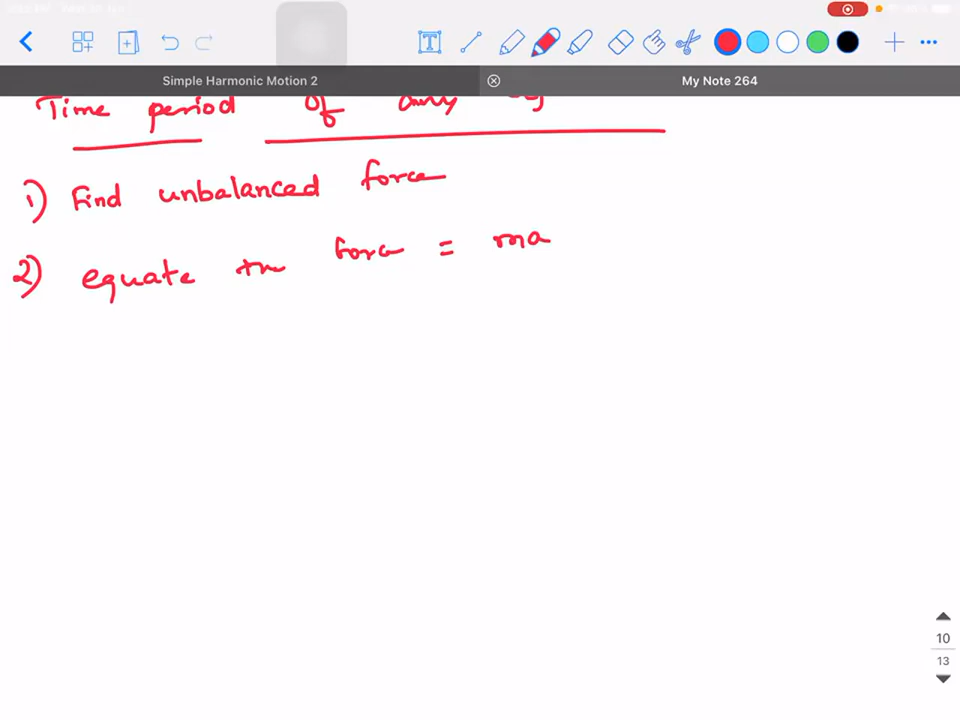 Simple Harmonic Motion 2 My Note 264
Time period of any
1) Find unbalanced force
2) equate the force = ma
10
13